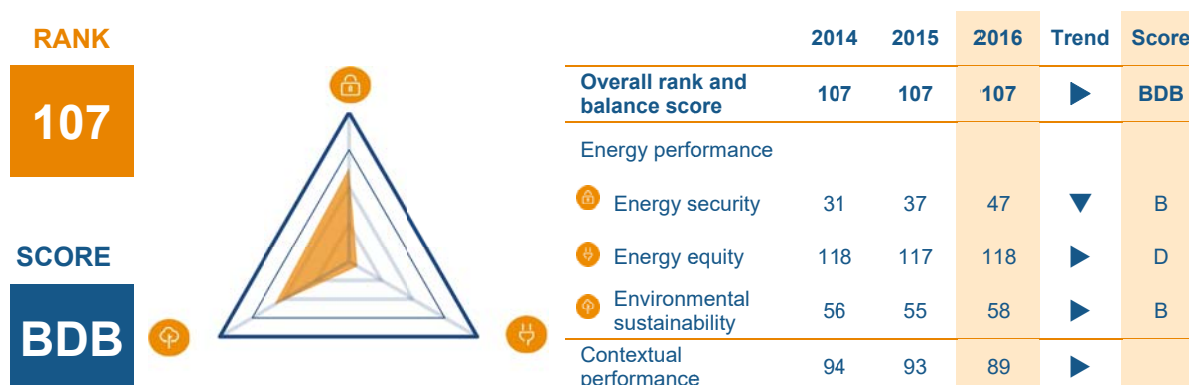 RANK
107
SCORE
BDB
2014 2015 2016 Trend Score
Overall rank and
balance score 107 107 107 BDB
Energy performance
Energy security 31 37 47 B
Energy equity 118 117 118 D
Environmental
sustainability 56 55 58 B
Contextual
performance 94 93 89